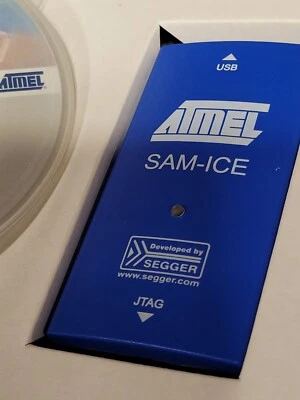 ATMEL
USB
ATMEL
SAM-ICE
Developed by
SEGGER
www.segger.com
JTAG